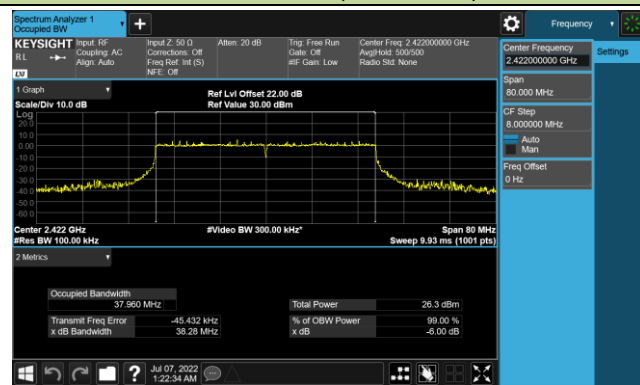 Spectrum Analyzer 1
Occupied BW
Frequency
KEYSIGHT
RL
LXI
Input: RF
Coupling: AC
Align: Auto
Input Z: 50 Ω
Corrections: Off
Freq Ref: Int (S)
NFE: Off
Atten: 20 dB
Trig: Free Run
Gate: Off
#IF Gain: Low
Center Freq: 2.422000000 GHz
Avg|Hold: 500/500
Radio Std: None
Center Frequency
2.422000000 GHz
Settings
Span
80.000 MHz
CF Step
8.000000 MHz
Auto
Man
Freq Offset
0 Hz
1 Graph
Scale/Div 10.0 dB
Ref Lvl Offset 22.00 dB
Ref Value 30.00 dBm
Log
20.0
10.0
0.00
-10.0
-20.0
-30.0
-40.0
-50.0
-60.0
Center 2.422 GHz
#Res BW 100.00 kHz
#Video BW 300.00 kHz*
Span 80 MHz
Sweep 9.93 ms (1001 pts)
2 Metrics
Occupied Bandwidth
37.960 MHz
Transmit Freq Error -45.432 kHz
x dB Bandwidth 38.28 MHz
Total Power 26.3 dBm
% of OBW Power 99.00 %
x dB -6.00 dB
?
Jul 07, 2022
1:22:34 AM